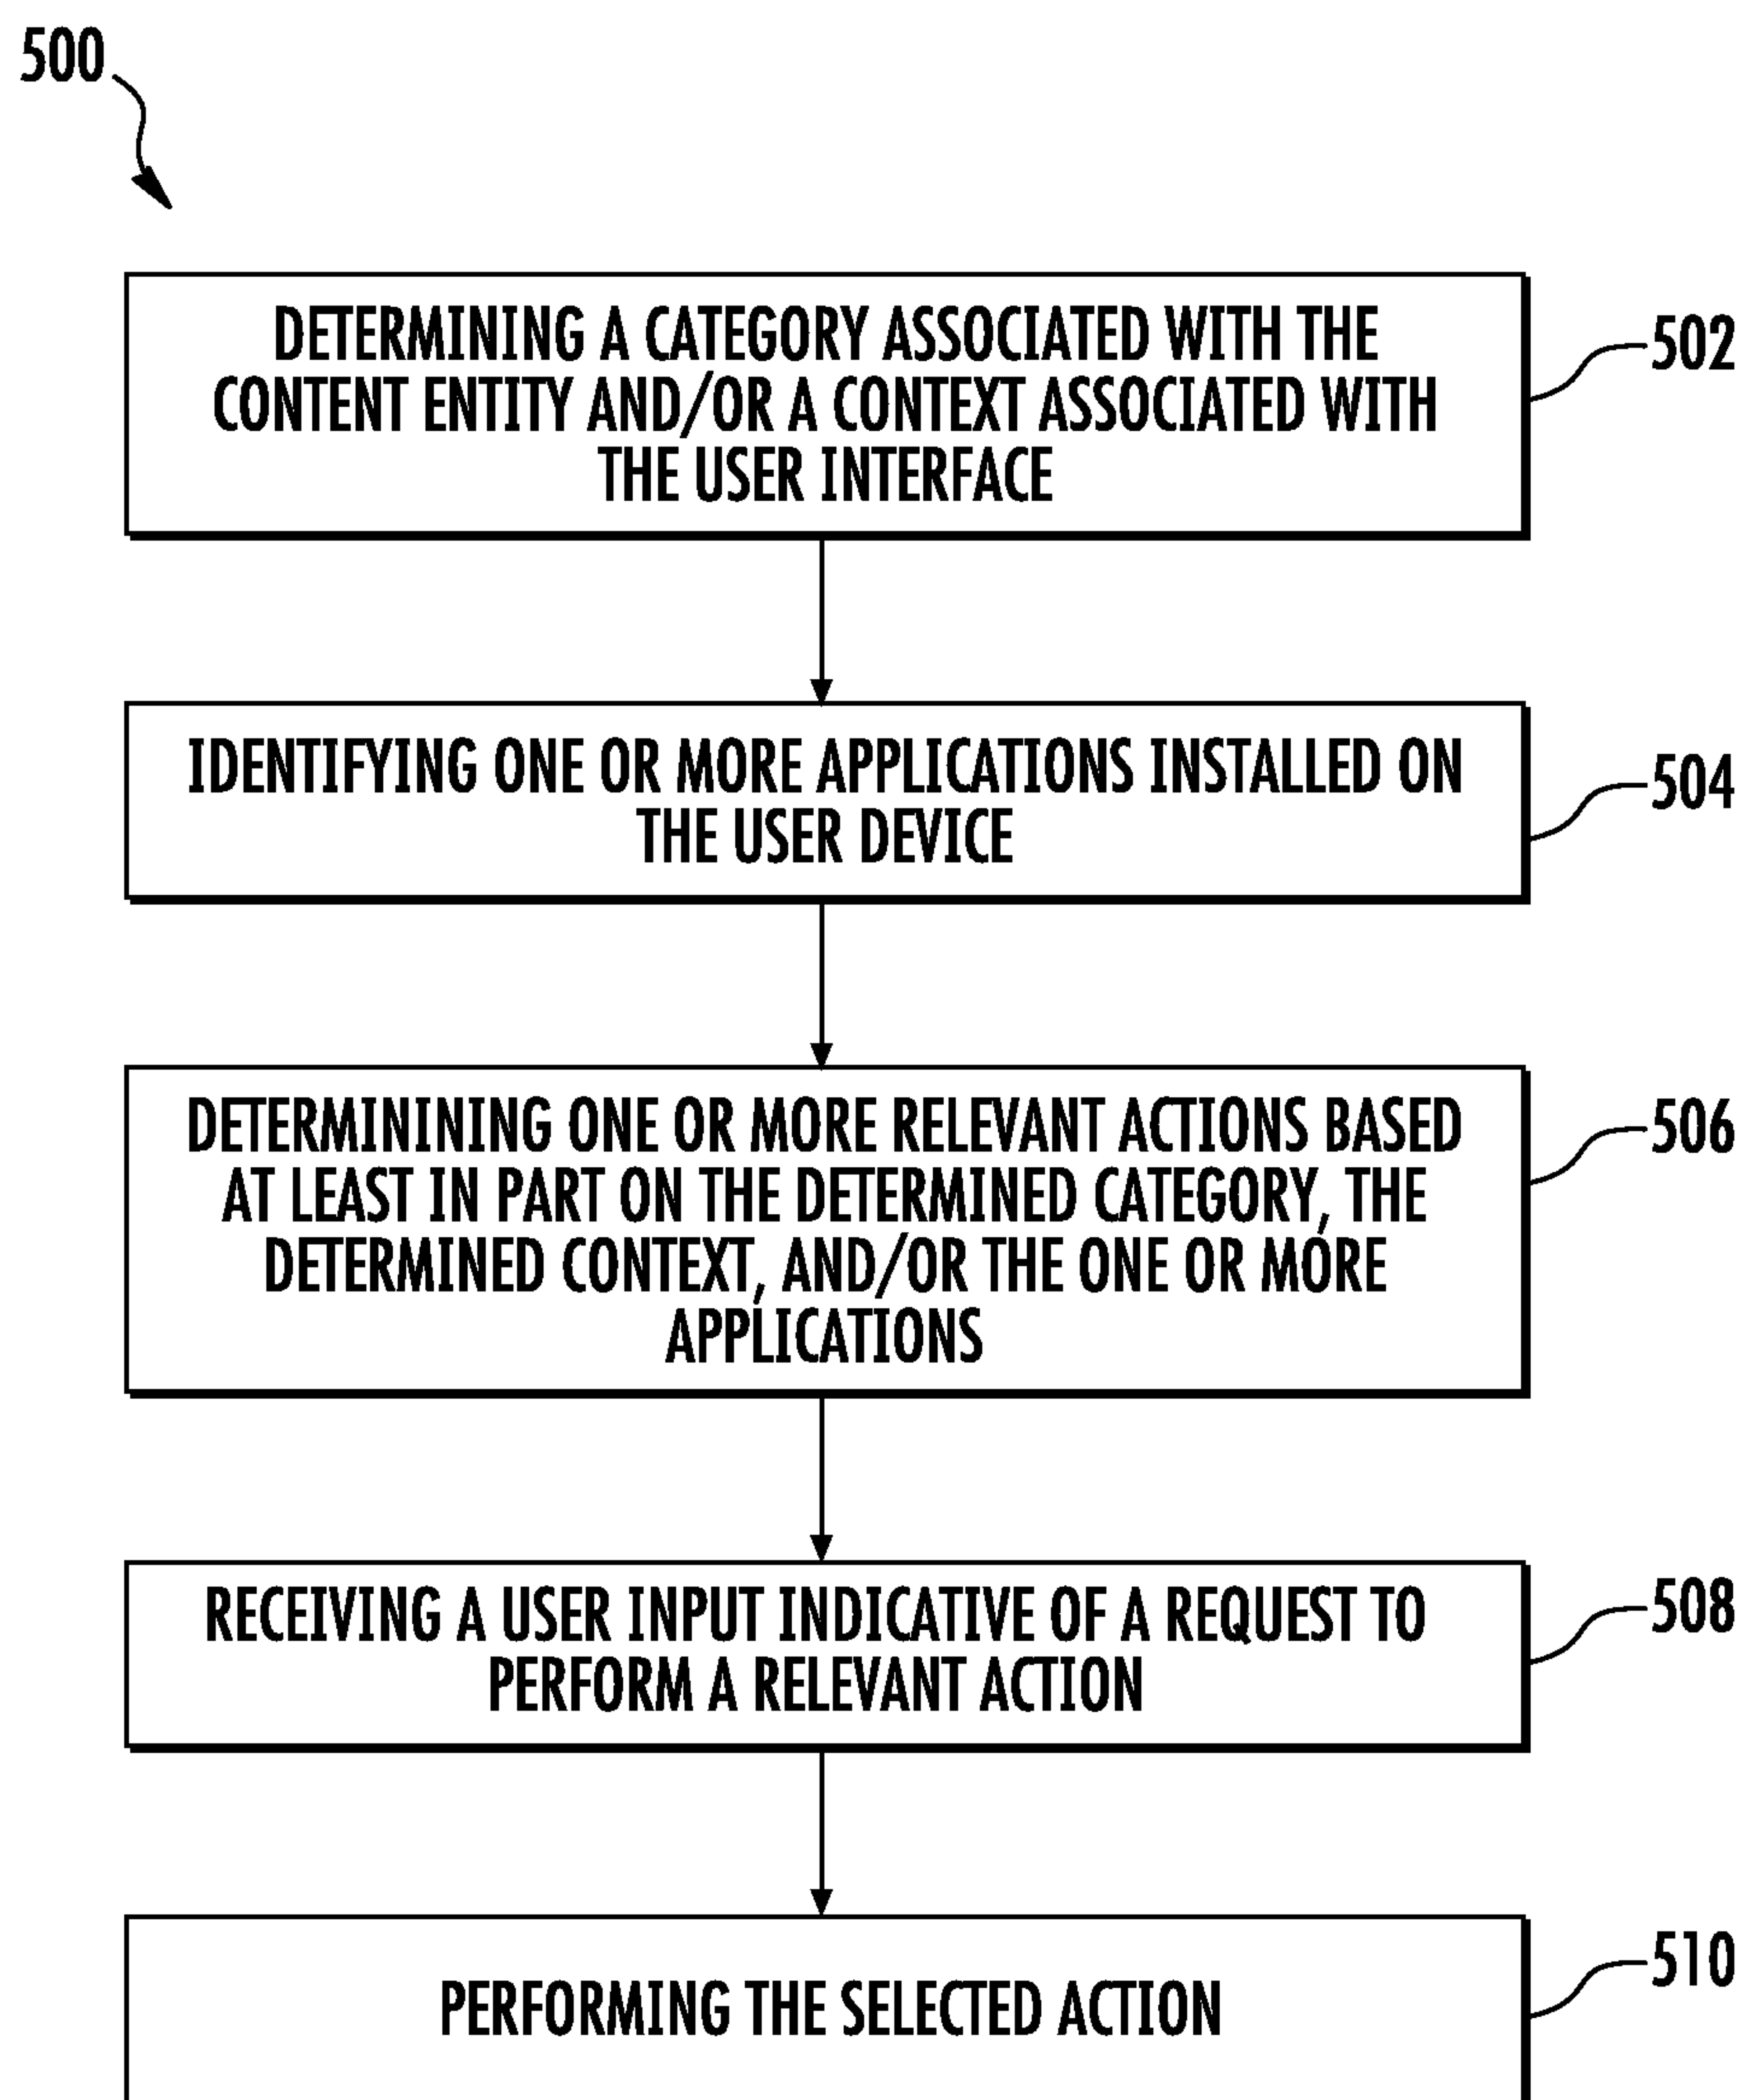 500
DETERMINING A CATEGORY ASSOCIATED WITH THE
CONTENT ENTITY AND/OR A CONTEXT ASSOCIATED WITH
THE USER INTERFACE
502
IDENTIFYING ONE OR MORE APPLICATIONS INSTALLED ON
THE USER DEVICE
504
DETERMININING ONE OR MORE RELEVANT ACTIONS BASED
AT LEAST IN PART ON THE DETERMINED CATEGORY, THE
DETERMINED CONTEXT, AND/OR THE ONE OR MORE
APPLICATIONS
506
RECEIVING A USER INPUT INDICATIVE OF A REQUEST TO
PERFORM A RELEVANT ACTION
508
PERFORMING THE SELECTED ACTION
510